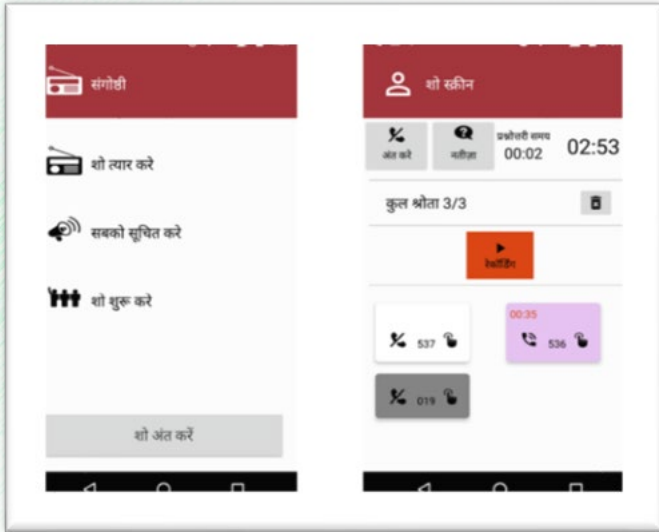 संगोष्ठी
शो त्यार करे
सबको सूचित करे
शो शुरू करे
शो अंत करें
शो स्क्रीन
अंत करे
नतीज़ा
प्रश्नोत्तरी समय
00:02
02:53
कुल श्रोता 3/3
रेकॉर्डिंग
537
00:35
536
019